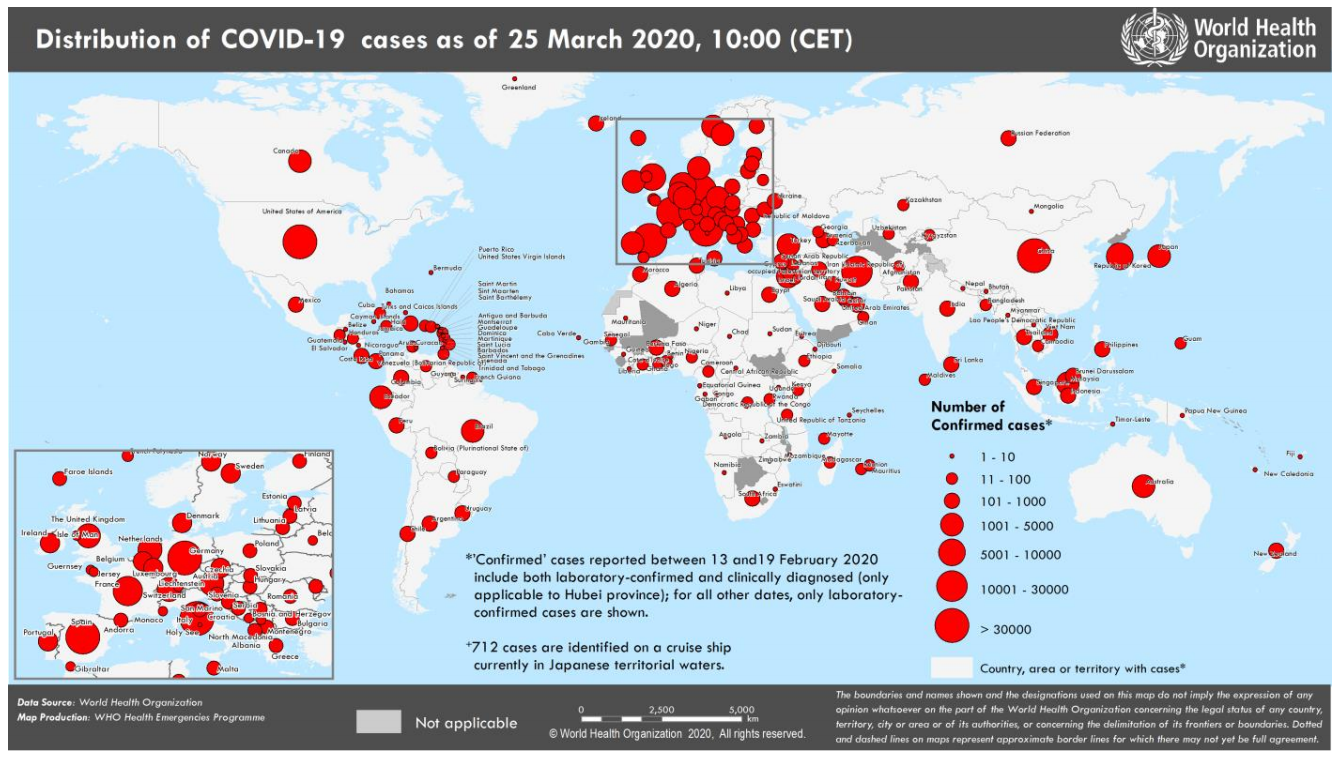 Distribution of COVID-19 cases as of 25 March 2020, 10:00 (CET)
World Health
Organization
Greenland
Iceland
Canada
Russian Federation
United States of America
Ukraine
Republic of Moldova
Kazakhstan
Mongolia
Georgia
Uzbekistan
Kyrgyzstan
Turkey
Azerbaijan
China
Japan
Republic of Korea
Puerto Rico
United States Virgin Islands
Bermuda
Morocco
Afghanistan
Bahamas
Saint Martin
Sint Maarten
Saint Barthélemy
Algeria
Libya
Egypt
Kuwait
Pakistan
Nepal
Bhutan
Mexico
Cuba
Turks and Caicos Islands
Cayman Islands
Antigua and Barbuda
Montserrat
Guadeloupe
Dominica
Martinique
Saint Lucia
Barbados
Saint Vincent and the Grenadines
Grenada
Trinidad and Tobago
French Guiana
Belize
Honduras
Guatemala
El Salvador
Nicaragua
Costa Rica
Panama
Venezuela (Bolivarian Republic of)
Guyana
Suriname
Colombia
Ecuador
Peru
Brazil
Bolivia (Plurinational State of)
Paraguay
Uruguay
Argentina
Chile
Cabo Verde
Mauritania
Niger
Chad
Sudan
Eritrea
Djibouti
Senegal
Gambia
Burkina Faso
Benin
Nigeria
Liberia
Ghana
Togo
Cameroon
Central African Republic
Ethiopia
Somalia
Equatorial Guinea
Gabon
Congo
Uganda
Kenya
Rwanda
Democratic Republic of the Congo
United Republic of Tanzania
Seychelles
Angola
Zambia
Mayotte
Namibia
Zimbabwe
Mozambique
Madagascar
Réunion
Mauritius
Eswatini
South Africa
United Arab Emirates
Oman
India
Bangladesh
Myanmar
Lao People's Democratic Republic
Viet Nam
Thailand
Cambodia
Philippines
Guam
Sri Lanka
Maldives
Brunei Darussalam
Malaysia
Singapore
Indonesia
Timor-Leste
Papua New Guinea
Fiji
New Caledonia
Australia
New Zealand
Number of
Confirmed cases*
1 - 10
11 - 100
101 - 1000
1001 - 5000
5001 - 10000
10001 - 30000
> 30000
Country, area or territory with cases*
French Polynesia
Faroe Islands
Norway
Sweden
Finland
Estonia
Latvia
Lithuania
Denmark
The United Kingdom
Ireland
Isle of Man
Netherlands
Germany
Poland
Belgium
Guernsey
Jersey
Luxembourg
Czechia
Slovakia
France
Liechtenstein
Austria
Hungary
Switzerland
Slovenia
Romania
San Marino
Serbia
Monaco
Italy
Croatia
Bosnia and Herzegov
Bulgaria
Spain
Portugal
Andorra
Holy See
North Macedonia
Montenegro
Albania
Greece
Gibraltar
Malta
*'Confirmed' cases reported between 13 and19 February 2020
include both laboratory-confirmed and clinically diagnosed (only
applicable to Hubei province); for all other dates, only laboratory-
confirmed cases are shown.
+712 cases are identified on a cruise ship
currently in Japanese territorial waters.
Data Source: World Health Organization
Map Production: WHO Health Emergencies Programme
Not applicable
0 2,500 5,000
km
© World Health Organization 2020, All rights reserved.
The boundaries and names shown and the designations used on this map do not imply the expression of any
opinion whatsoever on the part of the World Health Organization concerning the legal status of any country,
territory, city or area or of its authorities, or concerning the delimitation of its frontiers or boundaries. Dotted
and dashed lines on maps represent approximate border lines for which there may not yet be full agreement.